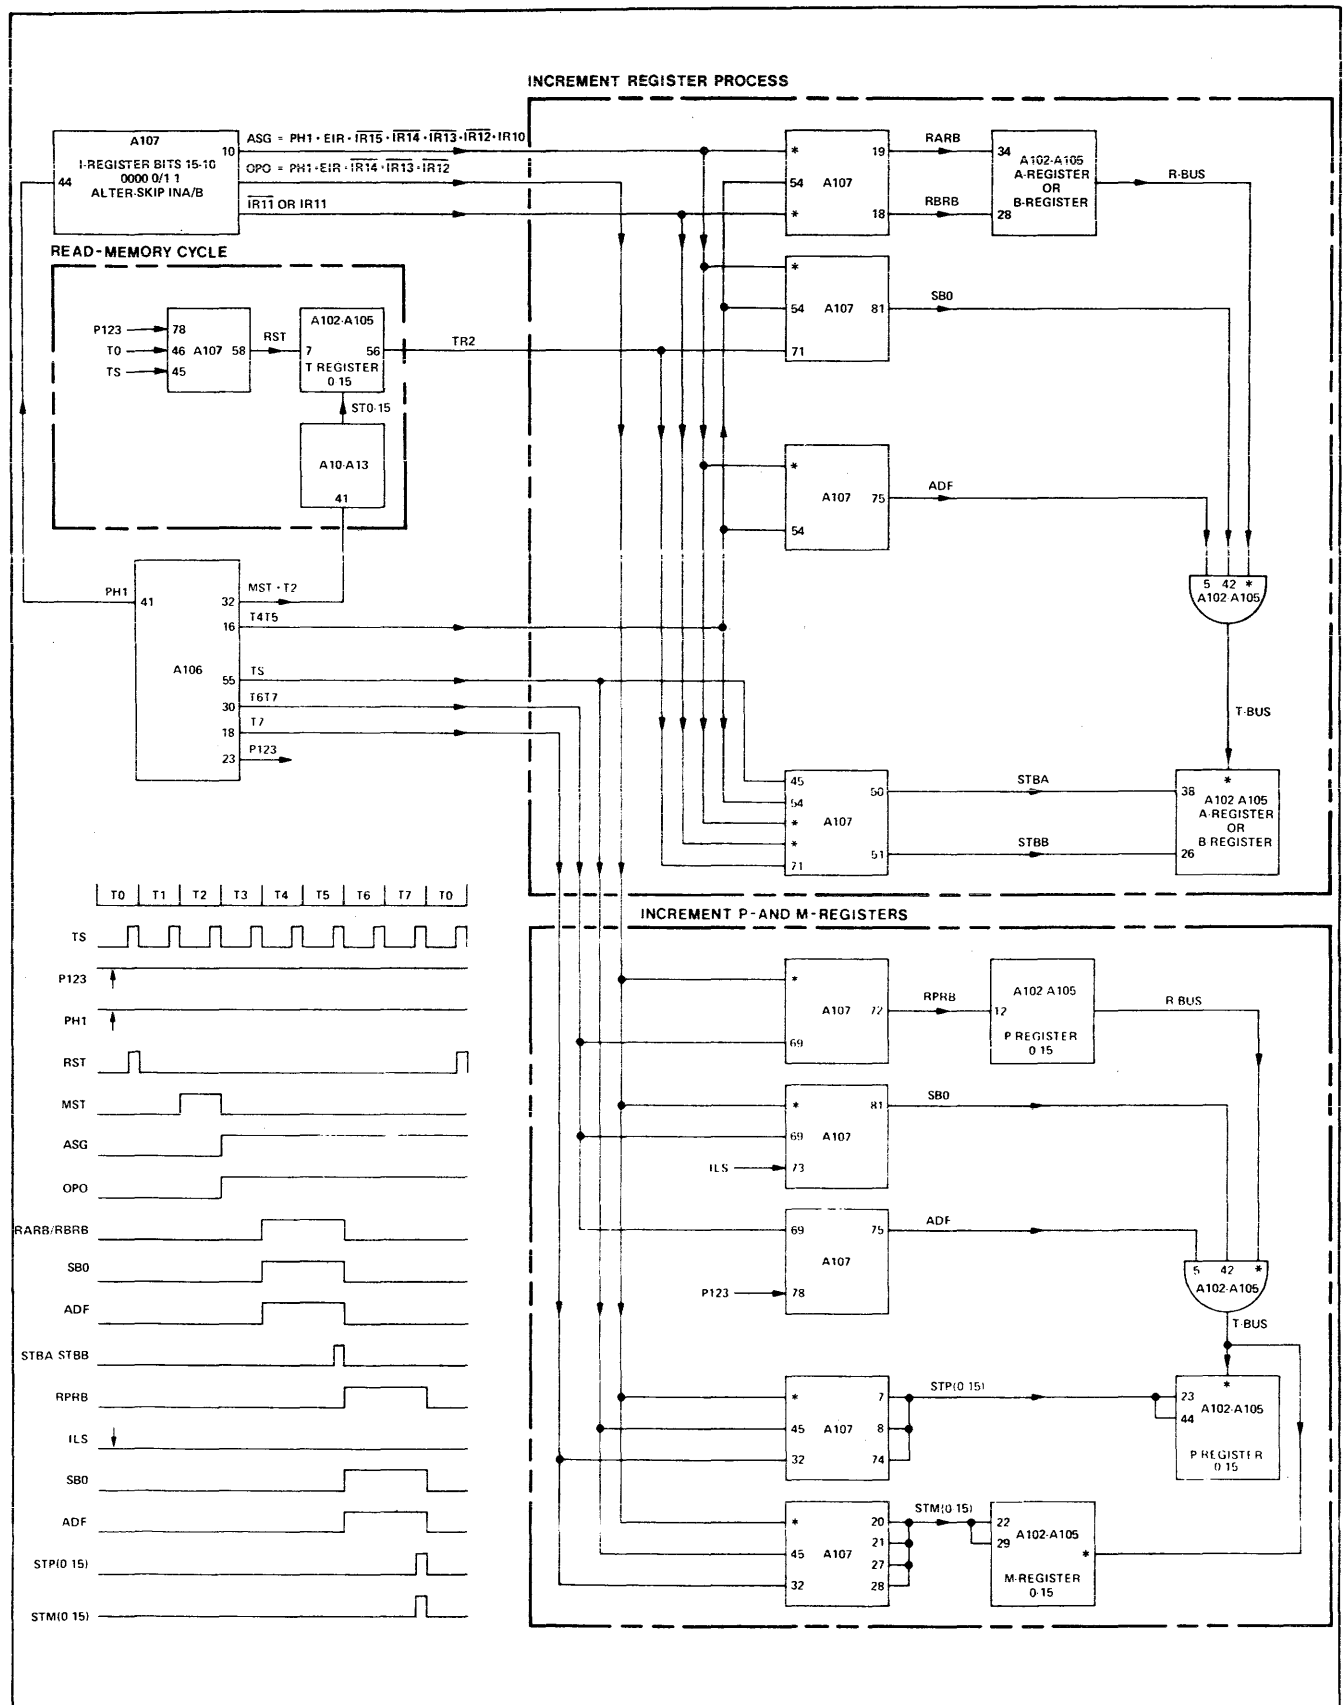 INCREMENT REGISTER PROCESS
A107
10
I-REGISTER BITS 15-10
0000 0/1 1
ALTER-SKIP INA/B
44
ASG = PH1 · EIR · IR15 · IR14 · IR13 · IR12 · IR10
OPO = PH1 · EIR · IR14 · IR13 · IR12
IR11 OR IR11
*
54
*
A107
19
18
RARB
RBRB
34
28
A102-A105
A-REGISTER
OR
B-REGISTER
R-BUS
READ-MEMORY CYCLE
P123
T0
TS
78
46
45
A107
58
RST
A102-A105
7
56
T REGISTER
0 15
TR2
ST0-15
A10-A13
41
*
54
71
A107
81
SB0
*
54
A107
75
ADF
5 42 *
A102 A105
T-BUS
PH1
41
A106
32
16
55
30
18
23
MST · T2
T4T5
TS
T6T7
T7
P123
45
54
*
*
71
A107
50
51
STBA
STBB
*
38
26
A102 A105
A-REGISTER
OR
B REGISTER
T0 T1 T2 T3 T4 T5 T6 T7 T0
TS
P123
PH1
RST
MST
ASG
OPO
RARB/RBRB
SB0
ADF
STBA STBB
RPRB
ILS
SB0
ADF
STP(0 15)
STM(0 15)
INCREMENT P-AND M-REGISTERS
*
69
A107
72
RPRB
12
A102 A105
P REGISTER
0 15
R BUS
*
69
73
A107
81
ILS
SB0
69
78
A107
75
P123
ADF
5 42 *
A102-A105
T-BUS
*
45
32
A107
7
8
74
STP(0 15)
*
23
44
A102-A105
P REGISTER
0 15
*
45
32
A107
20
21
27
28
STM(0 15)
22
29
A102-A105
*
M-REGISTER
0-15